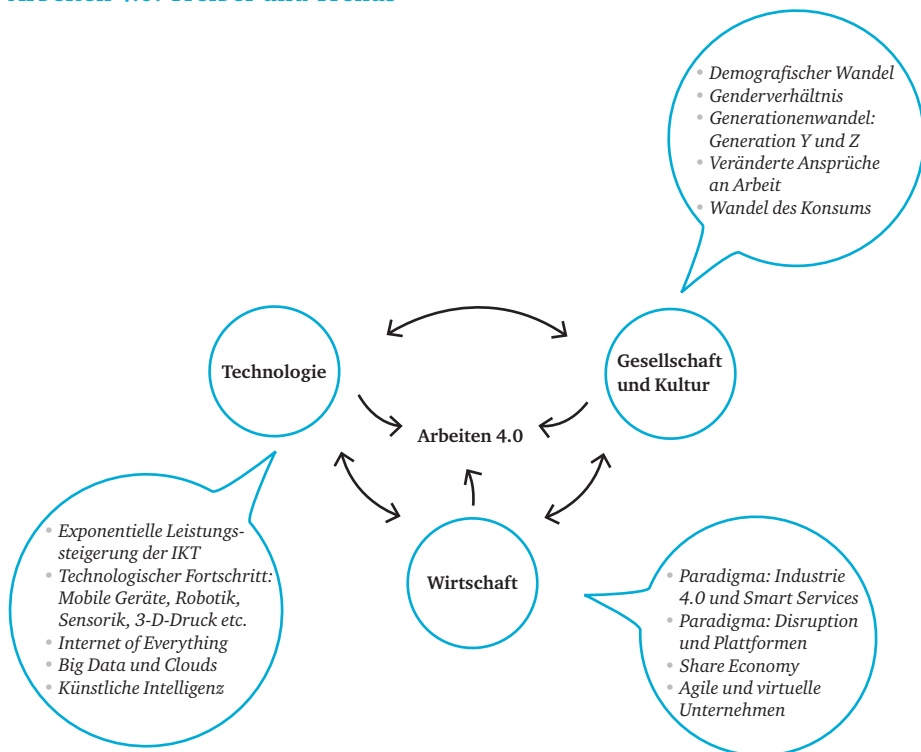 • Demografischer Wandel
• Genderverhältnis
• Generationenwandel:
Generation Y und Z
• Veränderte Ansprüche
an Arbeit
• Wandel des Konsums
Technologie
Gesellschaft
und Kultur
Arbeiten 4.0
Wirtschaft
• Exponentielle Leistungs-
steigerung der IKT
• Technologischer Fortschritt:
Mobile Geräte, Robotik,
Sensorik, 3-D-Druck etc.
• Internet of Everything
• Big Data und Clouds
• Künstliche Intelligenz
• Paradigma: Industrie
4.0 und Smart Services
• Paradigma: Disruption
und Plattformen
• Share Economy
• Agile und virtuelle
Unternehmen